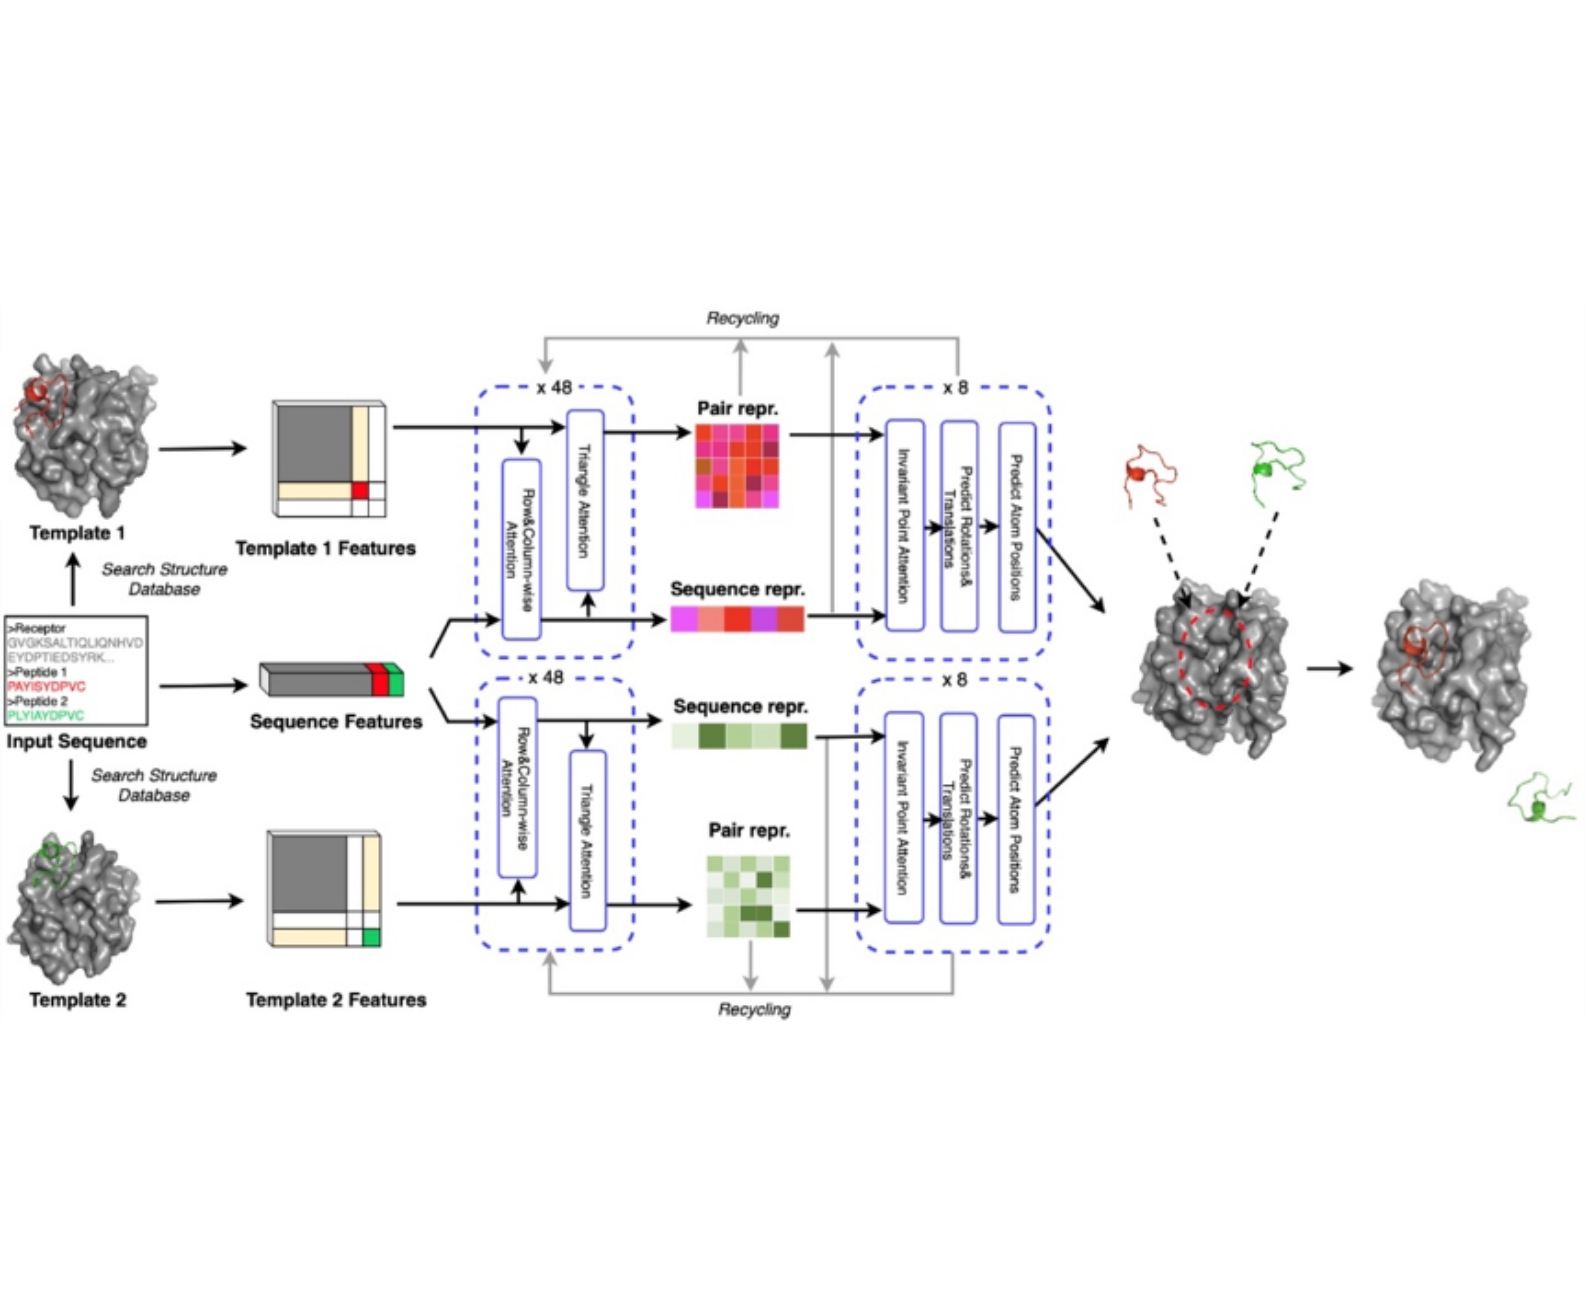 Recycling
x 48
x 8
Pair repr.
Template 1
Template 1 Features
Row&Column-wise
Attention
Triangle Attention
Invariant Point Attention
Predict Rotations&
Translations
Predict Atom Positions
Search Structure
Database
Sequence repr.
>Receptor
GVGKSALTIQLIQNHVD
EYDPTIEDSYRK...
>Peptide 1
PAYISYDPVC
>Peptide 2
PLYIAYDPVC
Input Sequence
Sequence Features
x 48
x 8
Sequence repr.
Search Structure
Database
Row&Column-wise
Attention
Triangle Attention
Invariant Point Attention
Predict Rotations&
Translations
Predict Atom Positions
Pair repr.
Template 2
Template 2 Features
Recycling